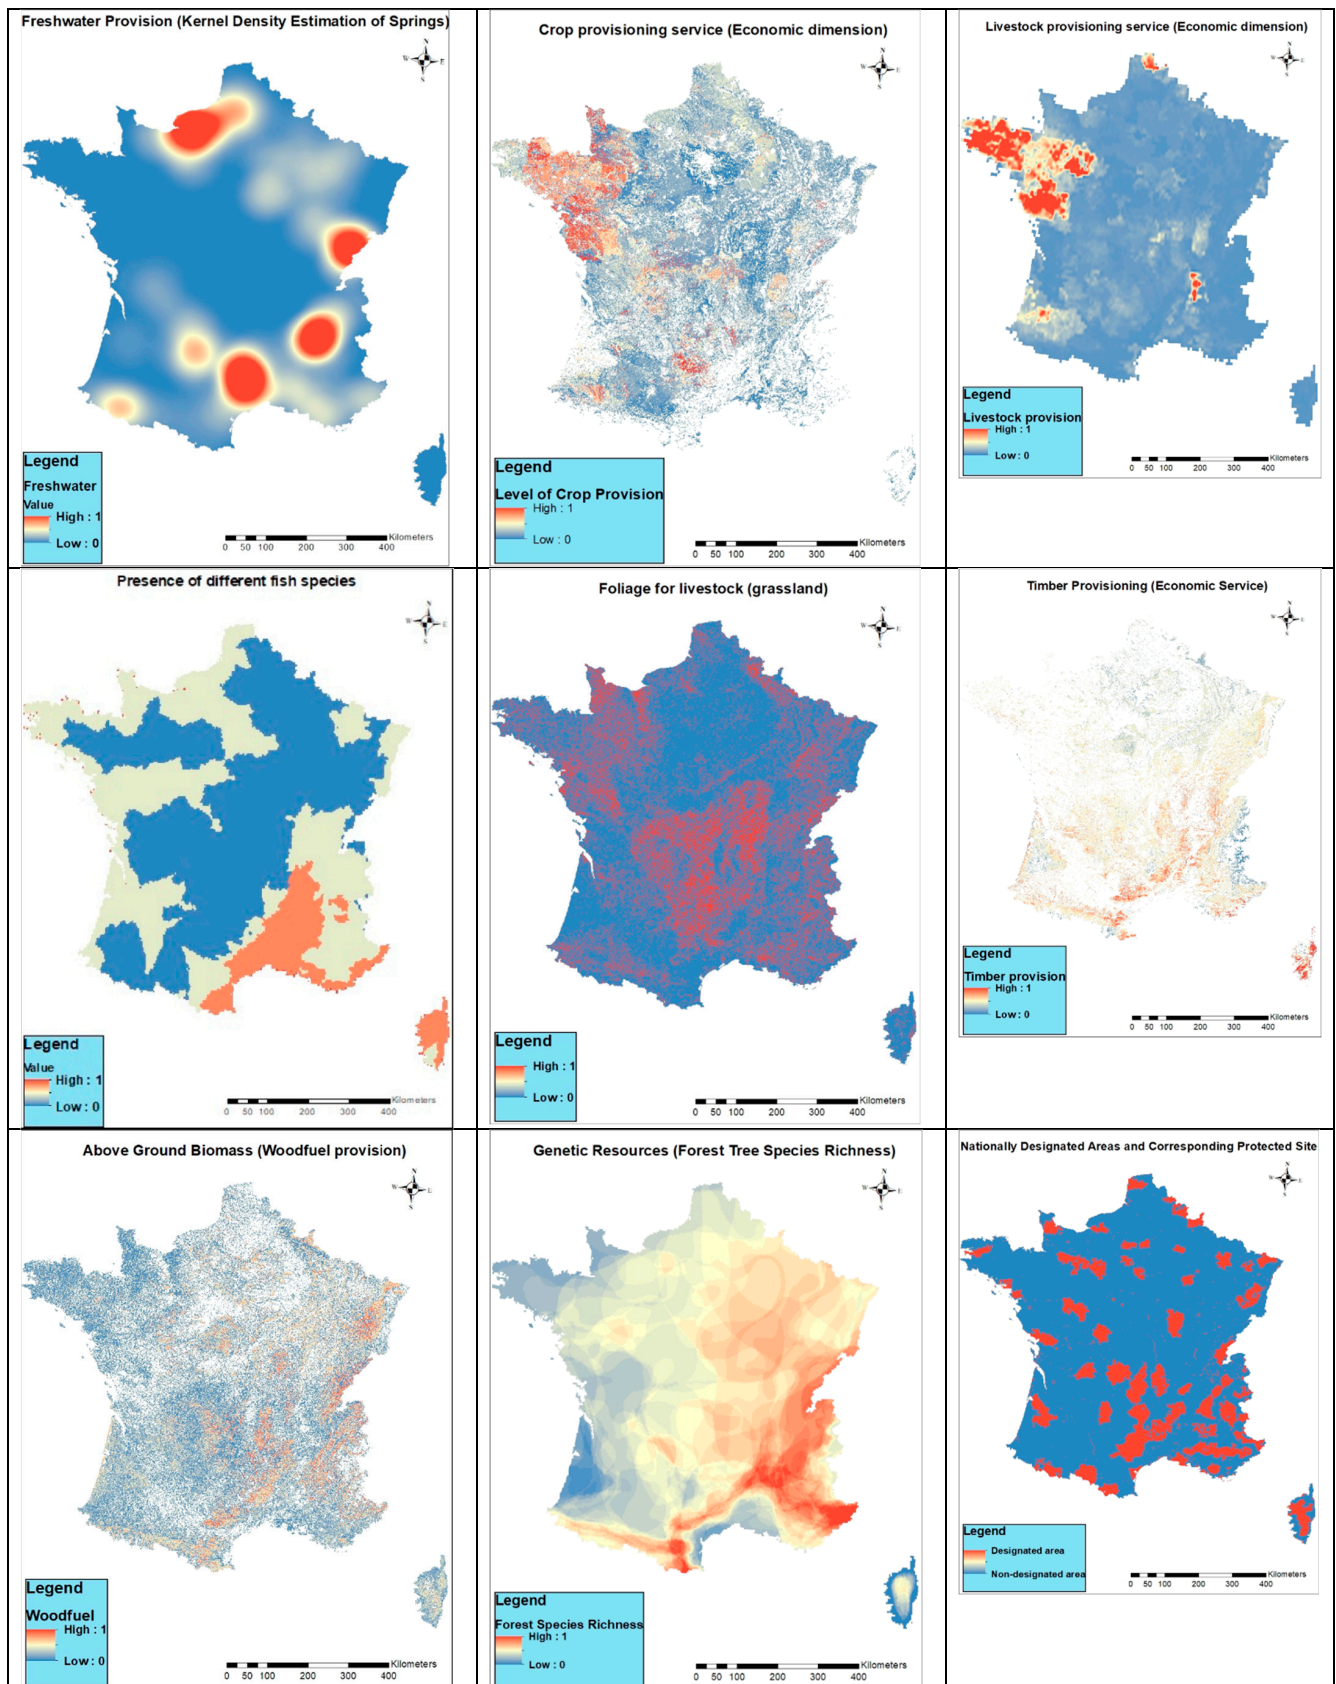 Freshwater Provision (Kernel Density Estimation of Springs)
N
W E
S
Legend
Freshwater
Value
High : 1
Low : 0
Kilometers
0 50 100 200 300 400
Crop provisioning service (Economic dimension)
N
W E
S
Legend
Level of Crop Provision
High : 1
Low : 0
Kilometers
0 50 100 200 300 400
Livestock provisioning service (Economic dimension)
N
W E
S
Legend
Livestock provision
High : 1
Low : 0
Kilometers
0 50 100 200 300 400
Presence of different fish species
N
W E
S
Legend
Value
High : 1
Low : 0
Kilometers
0 50 100 200 300 400
Foliage for livestock (grassland)
N
W E
S
Legend
High : 1
Low : 0
Kilometers
0 50 100 200 300 400
Timber Provisioning (Economic Service)
N
W E
S
Legend
Timber provision
High : 1
Low : 0
Kilometers
0 50 100 200 300 400
Above Ground Biomass (Woodfuel provision)
N
W E
S
Legend
Woodfuel
High : 1
Low : 0
Kilometers
0 50 100 200 300 400
Genetic Resources (Forest Tree Species Richness)
N
W E
S
Legend
Forest Species Richness
High : 1
Low : 0
Kilometers
0 50 100 200 300 400
Nationally Designated Areas and Corresponding Protected Site
N
W E
S
Legend
Designated area
Non-designated area
Kilometers
0 50 100 200 300 400